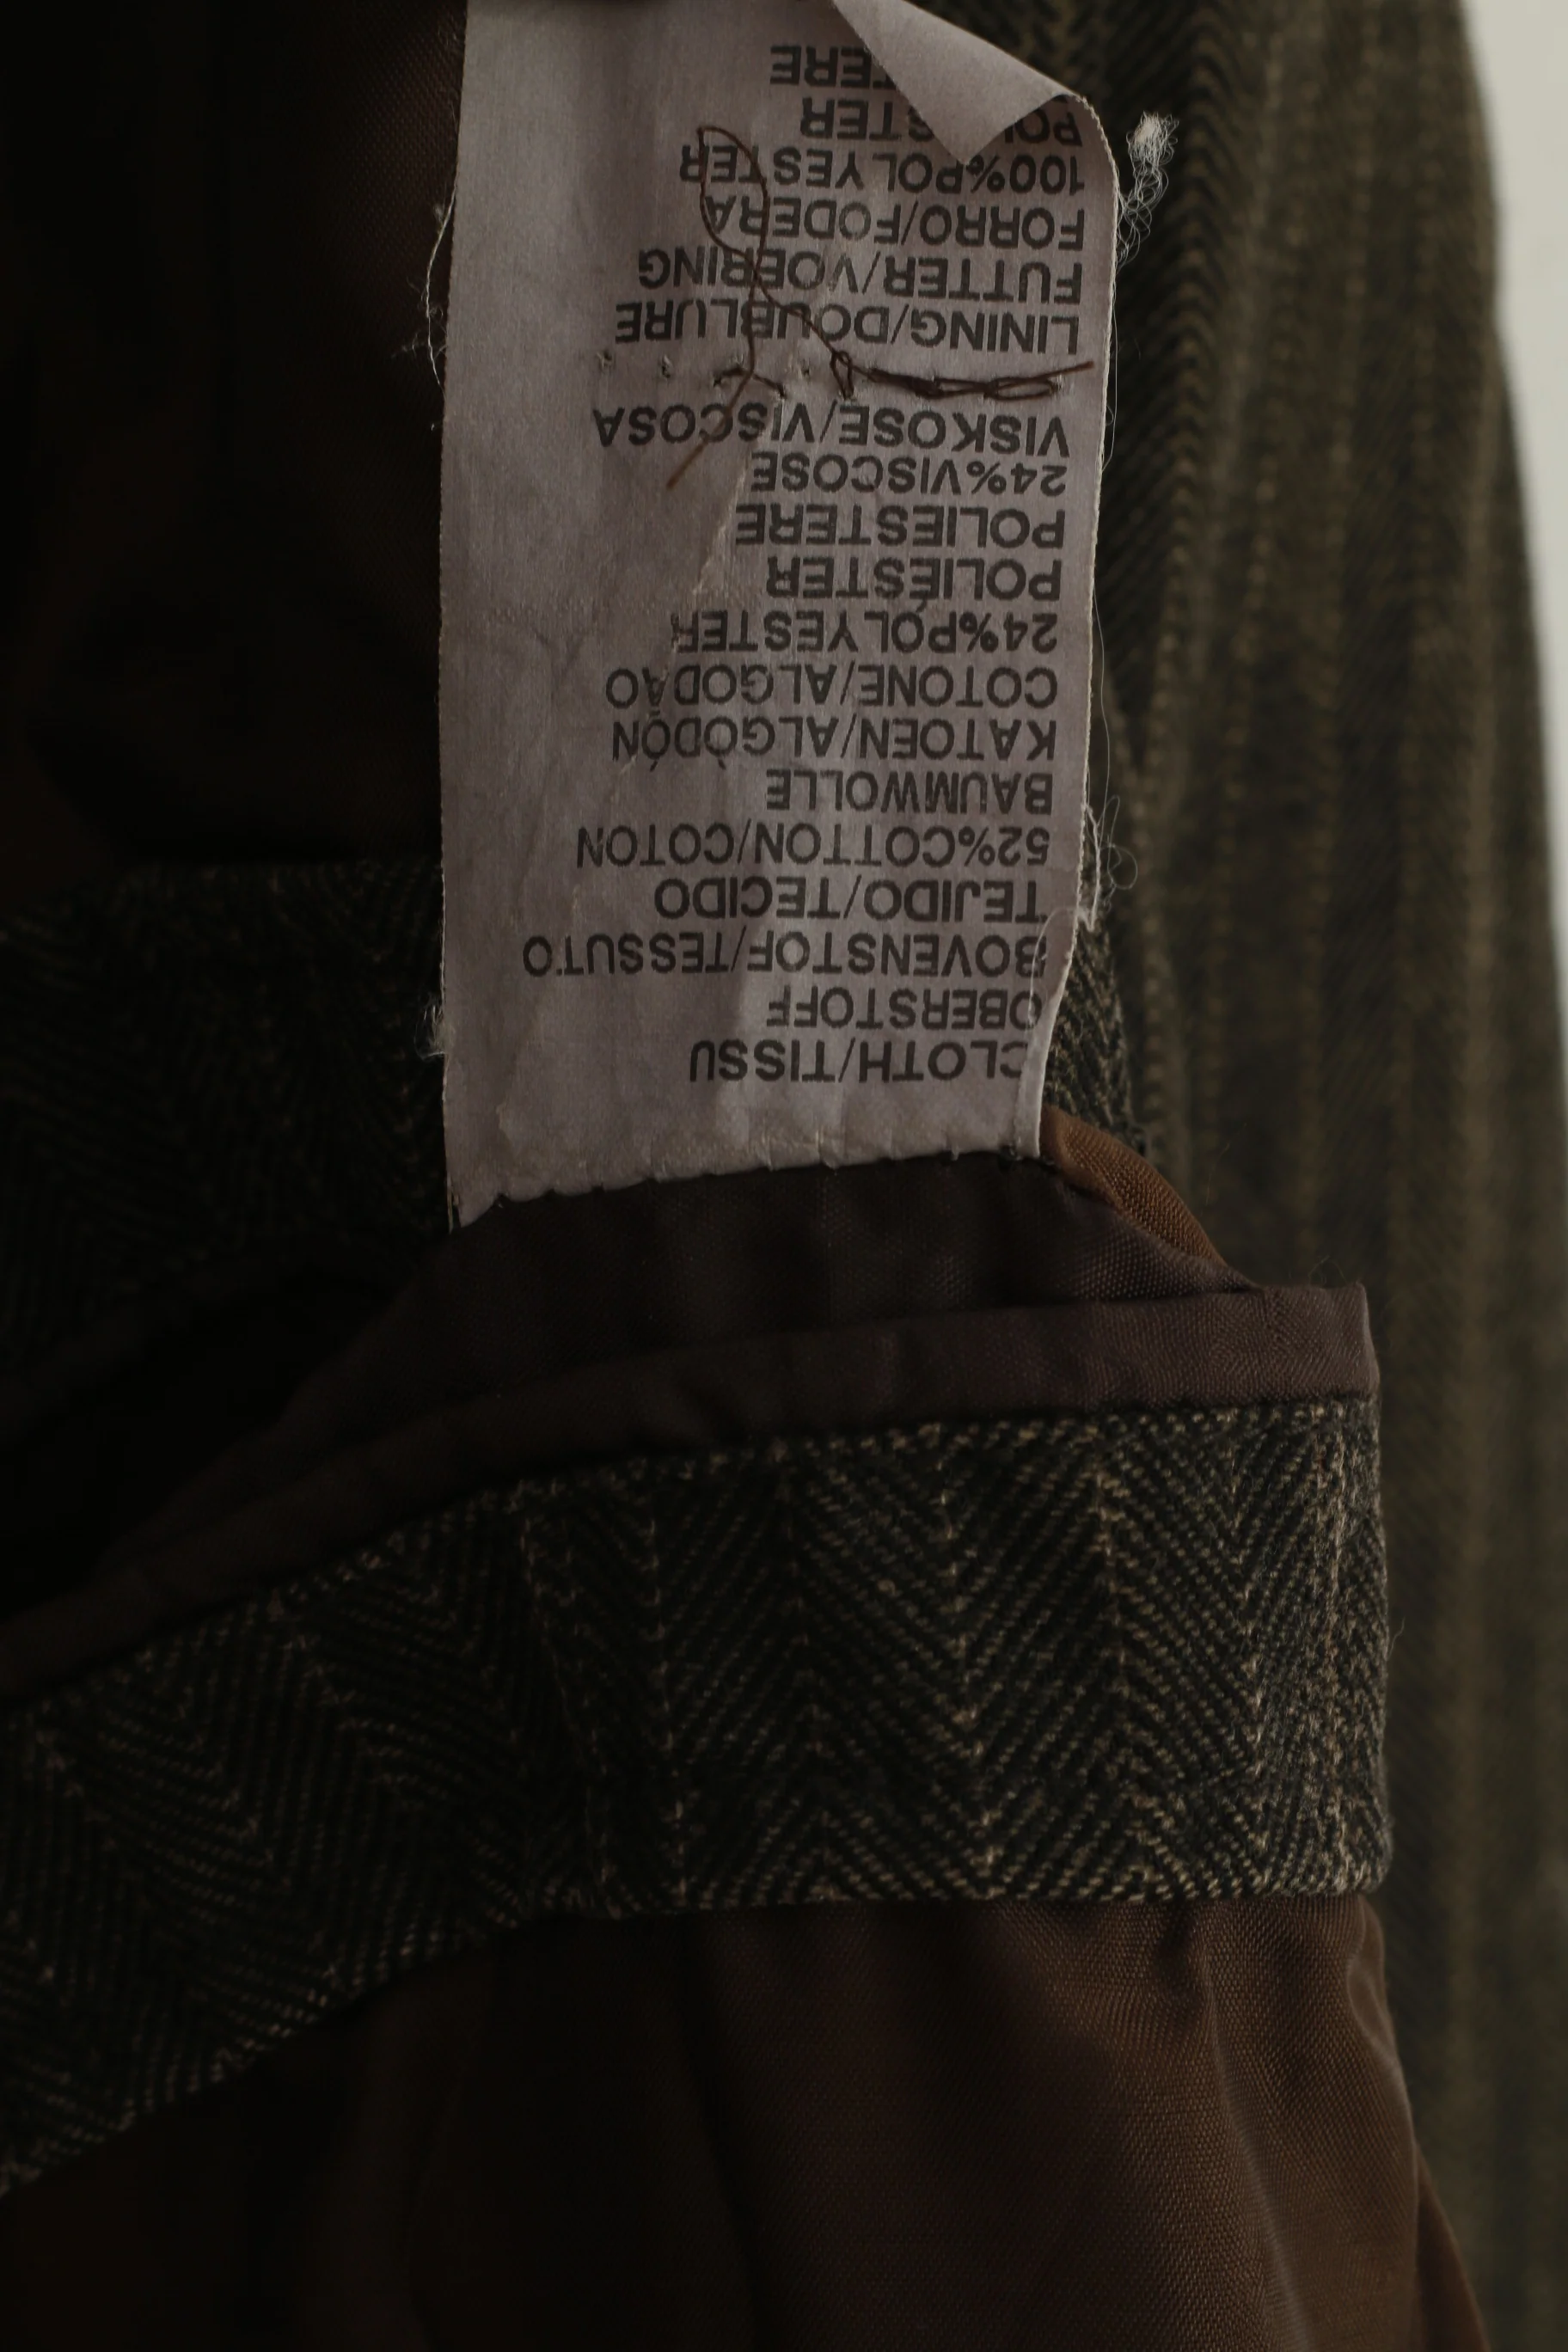 CLOTH/TISSU
OBERSTOFF
BOVENSTOF/TESSUTO
TEJIDO/TECIDO
52%COTTON/COTON
BAUMWOLLE
KATOEN/ALGODÓN
COTONE/ALGODÃO
24%POLYESTER
POLIÉSTER
POLIESTERE
24%VISCOSE
VISKOSE/VISCOSA
LINING/DOUBLURE
FUTTER/VOERING
FORRO/FODERA
100%POLYESTER